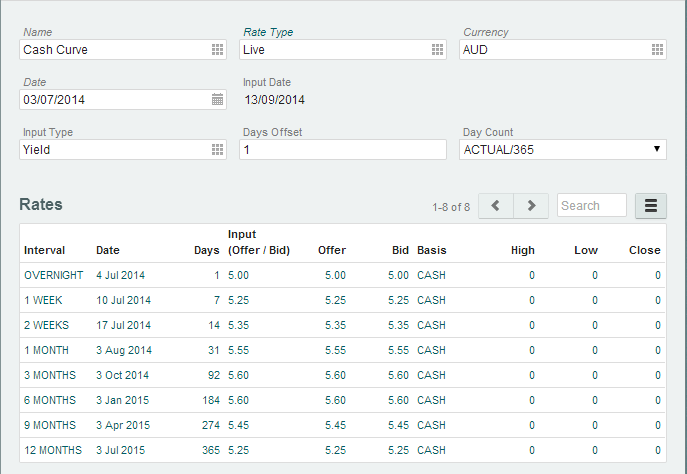 Name Rate Type Currency
Cash Curve Live AUD
Date Input Date
03/07/2014 13/09/2014
Input Type Days Offset Day Count
Yield 1 ACTUAL/365
Rates 1-8 of 8 Search
Input
Interval Date Days (Offer / Bid) Offer Bid Basis High Low Close
OVERNIGHT 4 Jul 2014 1 5.00 5.00 5.00 CASH 0 0 0
1 WEEK 10 Jul 2014 7 5.25 5.25 5.25 CASH 0 0 0
2 WEEKS 17 Jul 2014 14 5.35 5.35 5.35 CASH 0 0 0
1 MONTH 3 Aug 2014 31 5.55 5.55 5.55 CASH 0 0 0
3 MONTHS 3 Oct 2014 92 5.60 5.60 5.60 CASH 0 0 0
6 MONTHS 3 Jan 2015 184 5.60 5.60 5.60 CASH 0 0 0
9 MONTHS 3 Apr 2015 274 5.45 5.45 5.45 CASH 0 0 0
12 MONTHS 3 Jul 2015 365 5.25 5.25 5.25 CASH 0 0 0